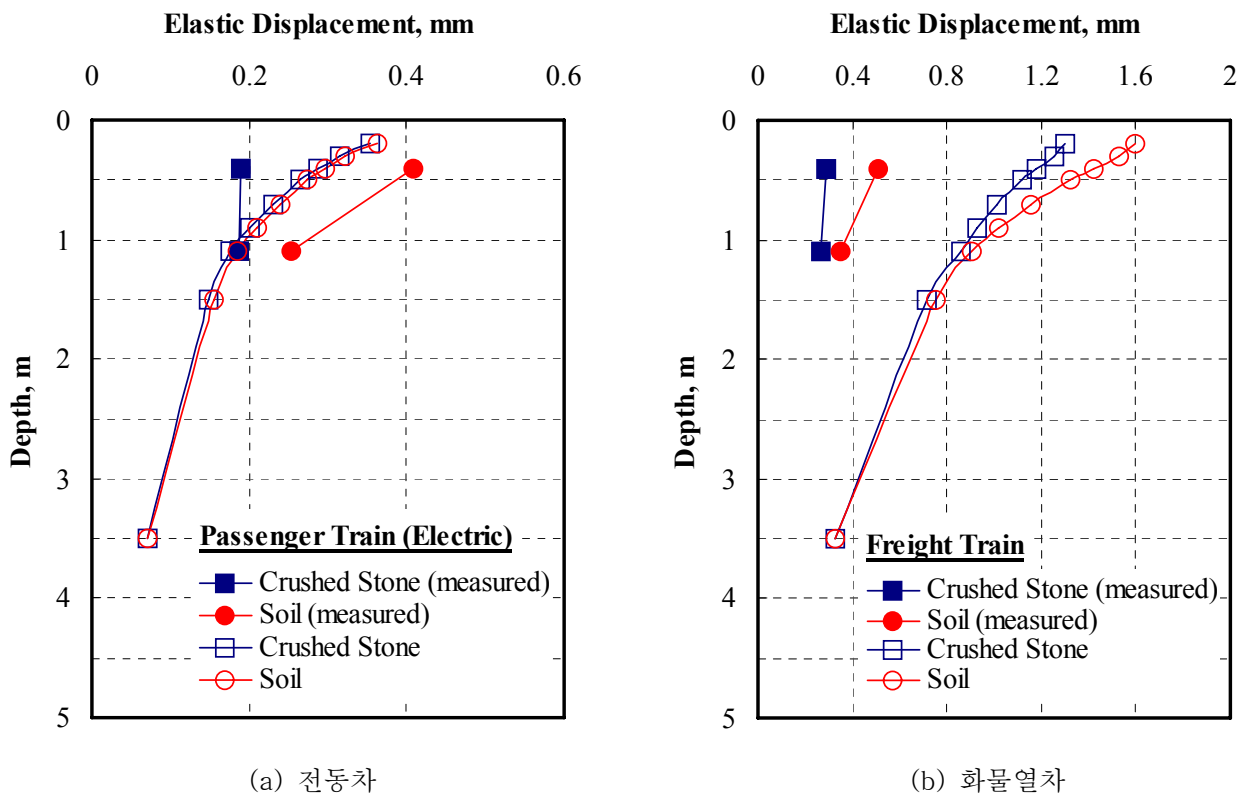 Elastic Displacement, mm
0 0.2 0.4 0.6
0
1
2
3
4
5
Depth, m
Passenger Train (Electric)
Crushed Stone (measured)
Soil (measured)
Crushed Stone
Soil
(a) 전동차
Elastic Displacement, mm
0 0.4 0.8 1.2 1.6 2
0
1
2
3
4
5
Depth, m
Freight Train
Crushed Stone (measured)
Soil (measured)
Crushed Stone
Soil
(b) 화물열차